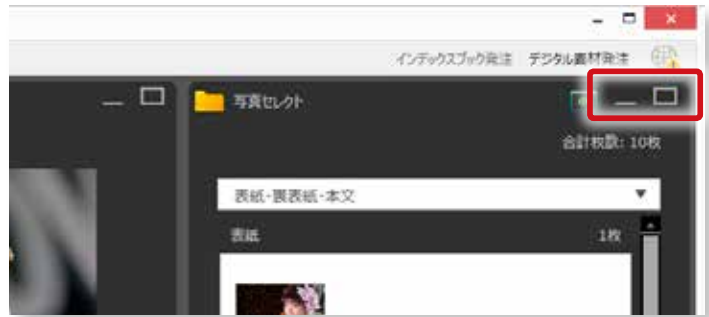 インデックスブック発注 デジタル素材発注
写真セレクト
合計枚数: 10枚
表紙・裏表紙・本文
表紙 1枚